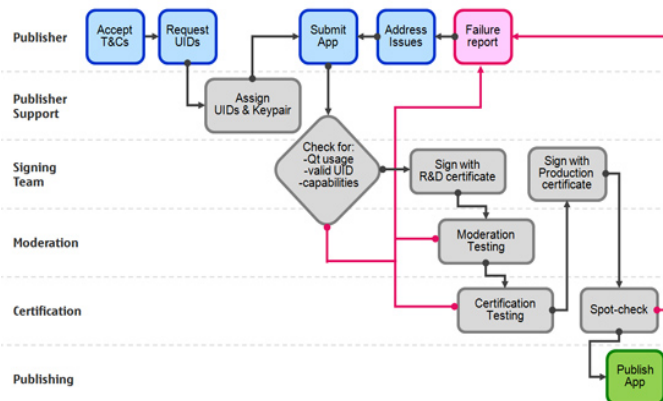 Publisher
Accept
T&Cs
Request
UIDs
Submit
App
Address
Issues
Failure
report
Publisher
Support
Assign
UIDs & Keypair
Signing
Team
Check for:
-Qt usage
-valid UID
-capabilities
Sign with
R&D certificate
Sign with
Production
certificate
Moderation
Moderation
Testing
Certification
Certification
Testing
Spot-check
Publishing
Publish
App